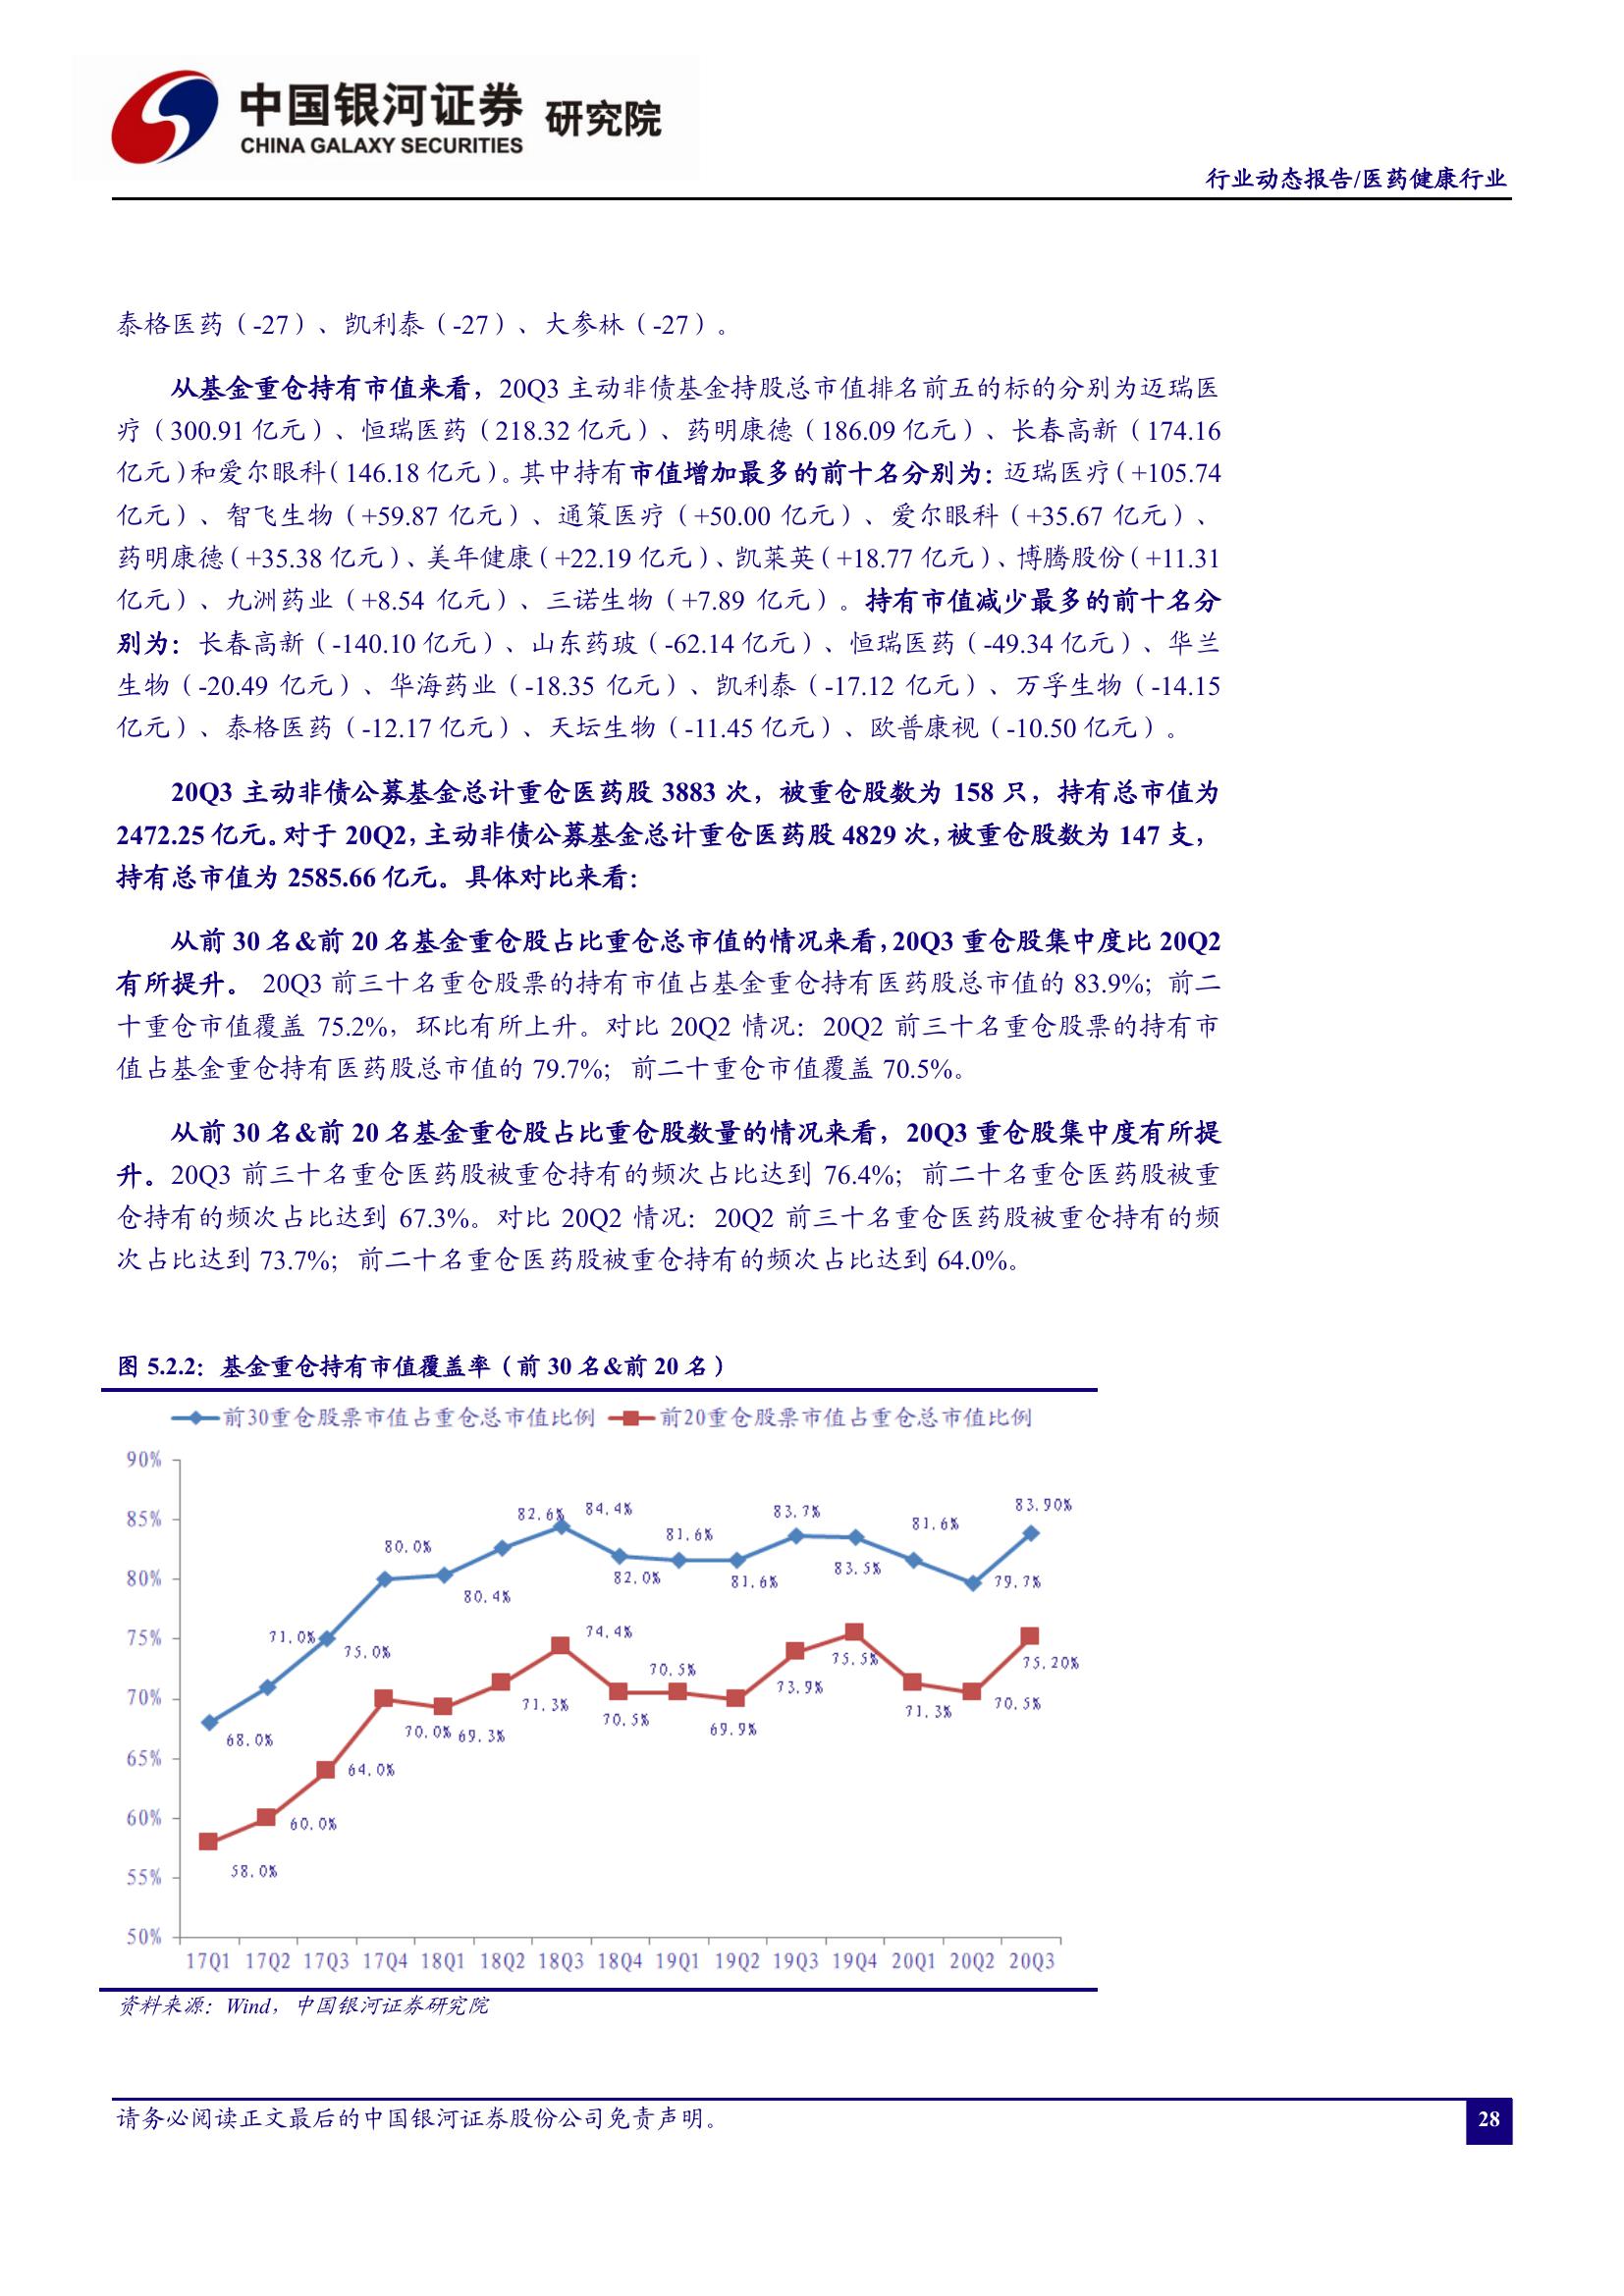 中国银河证券 研究院
CHINA GALAXY SECURITIES
行业动态报告/医药健康行业
泰格医药（-27）、凯利泰（-27）、大参林（-27）。
从基金重仓持有市值来看，20Q3 主动非债基金持股总市值排名前五的标的分别为迈瑞医
疗（300.91 亿元）、恒瑞医药（218.32 亿元）、药明康德（186.09 亿元）、长春高新（174.16
亿元）和爱尔眼科（146.18 亿元）。其中持有市值增加最多的前十名分别为：迈瑞医疗（+105.74
亿元）、智飞生物（+59.87 亿元）、通策医疗（+50.00 亿元）、爱尔眼科（+35.67 亿元）、
药明康德（+35.38 亿元）、美年健康（+22.19 亿元）、凯莱英（+18.77 亿元）、博腾股份（+11.31
亿元）、九洲药业（+8.54 亿元）、三诺生物（+7.89 亿元）。持有市值减少最多的前十名分
别为：长春高新（-140.10 亿元）、山东药玻（-62.14 亿元）、恒瑞医药（-49.34 亿元）、华兰
生物（-20.49 亿元）、华海药业（-18.35 亿元）、凯利泰（-17.12 亿元）、万孚生物（-14.15
亿元）、泰格医药（-12.17 亿元）、天坛生物（-11.45 亿元）、欧普康视（-10.50 亿元）。
20Q3 主动非债公募基金总计重仓医药股 3883 次，被重仓股数为 158 只，持有总市值为
2472.25 亿元。对于 20Q2，主动非债公募基金总计重仓医药股 4829 次，被重仓股数为 147 支，
持有总市值为 2585.66 亿元。具体对比来看：
从前 30 名&前 20 名基金重仓股占比重仓总市值的情况来看，20Q3 重仓股集中度比 20Q2
有所提升。 20Q3 前三十名重仓股票的持有市值占基金重仓持有医药股总市值的 83.9%；前二
十重仓市值覆盖 75.2%，环比有所上升。对比 20Q2 情况：20Q2 前三十名重仓股票的持有市
值占基金重仓持有医药股总市值的 79.7%；前二十重仓市值覆盖 70.5%。
从前 30 名&前 20 名基金重仓股占比重仓股数量的情况来看，20Q3 重仓股集中度有所提
升。20Q3 前三十名重仓医药股被重仓持有的频次占比达到 76.4%；前二十名重仓医药股被重
仓持有的频次占比达到 67.3%。对比 20Q2 情况：20Q2 前三十名重仓医药股被重仓持有的频
次占比达到 73.7%；前二十名重仓医药股被重仓持有的频次占比达到 64.0%。
图 5.2.2：基金重仓持有市值覆盖率（前 30 名&前 20 名）
前30重仓股票市值占重仓总市值比例 前20重仓股票市值占重仓总市值比例
90%
85%
80%
75%
70%
65%
60%
55%
50%
68.0%
71.0%
75.0%
80.0%
80.4%
82.6%
84.4%
82.0%
81.6%
81.6%
83.7%
83.5%
81.6%
79.7%
83.90%
58.0%
60.0%
64.0%
70.0%
69.3%
71.3%
74.4%
70.5%
70.5%
69.9%
73.9%
75.5%
71.3%
70.5%
75.20%
17Q1 17Q2 17Q3 17Q4 18Q1 18Q2 18Q3 18Q4 19Q1 19Q2 19Q3 19Q4 20Q1 20Q2 20Q3
资料来源：Wind，中国银河证券研究院
请务必阅读正文最后的中国银河证券股份公司免责声明。
28